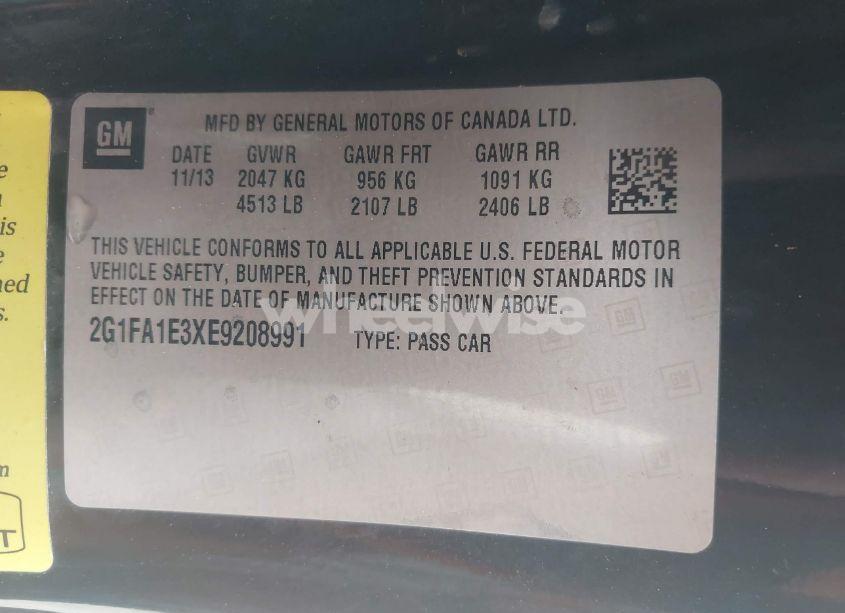 GM
MFD BY GENERAL MOTORS OF CANADA LTD.
DATE GVWR GAWR FRT GAWR RR
11/13 2047 KG 956 KG 1091 KG
4513 LB 2107 LB 2406 LB
THIS VEHICLE CONFORMS TO ALL APPLICABLE U.S. FEDERAL MOTOR
VEHICLE SAFETY, BUMPER, AND THEFT PREVENTION STANDARDS IN
EFFECT ON THE DATE OF MANUFACTURE SHOWN ABOVE.
wheelwise
2G1FA1E3XE9208991 TYPE: PASS CAR